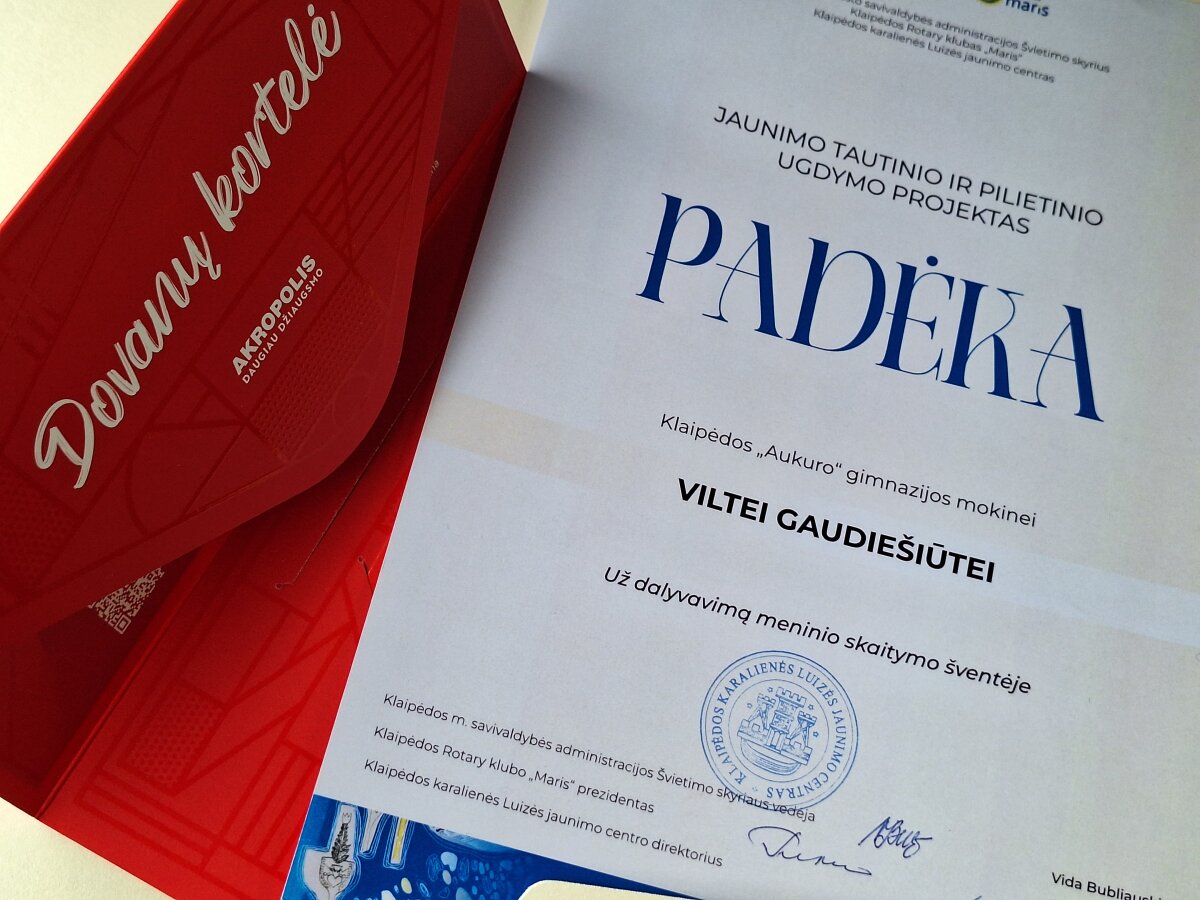 Dovanų kortelė
AKROPOLIS
DAUGIAU DŽIAUGSMO
maris
savivaldybės administracijos Švietimo skyrius
Klaipėdos Rotary klubas „Maris“
Klaipėdos karalienės Luizės jaunimo centras
JAUNIMO TAUTINIO IR PILIETINIO
UGDYMO PROJEKTAS
PADĖKA
Klaipėdos „Aukuro“ gimnazijos mokinei
VILTEI GAUDIEŠIŪTEI
Už dalyvavimą meninio skaitymo šventėje
KLAIPĖDOS KARALIENĖS LUIZĖS JAUNIMO CENTRAS
Klaipėdos m. savivaldybės administracijos Švietimo skyriaus vedėja
Klaipėdos Rotary klubo „Maris“ prezidentas
Klaipėdos karalienės Luizės jaunimo centro direktorius
Vida